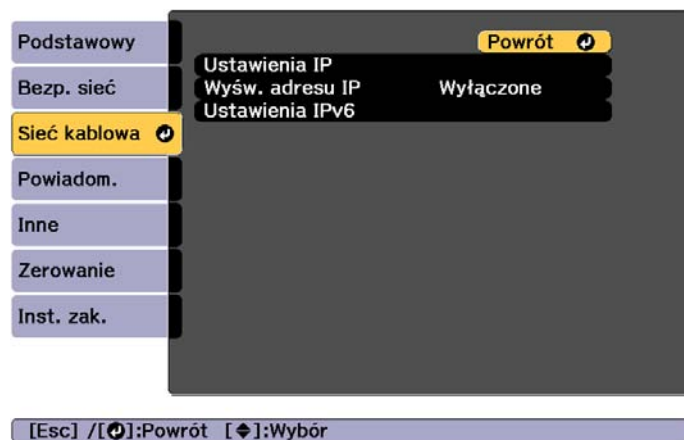 Podstawowy
Bezp. sieć
Sieć kablowa
Powiadom.
Inne
Zerowanie
Inst. zak.
Powrót
Ustawienia IP
Wyśw. adresu IP Wyłączone
Ustawienia IPv6
[Esc] /[⏎]:Powrót [◆]:Wybór